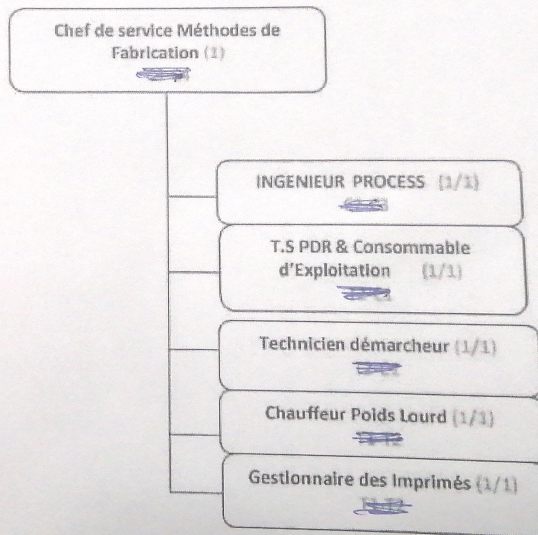 Chef de service Méthodes de
Fabrication (1)
INGENIEUR PROCESS (1/1)
T.S PDR & Consommable
d'Exploitation (1/1)
Technicien démarcheur (1/1)
Chauffeur Poids Lourd (1/1)
Gestionnaire des Imprimés (1/1)